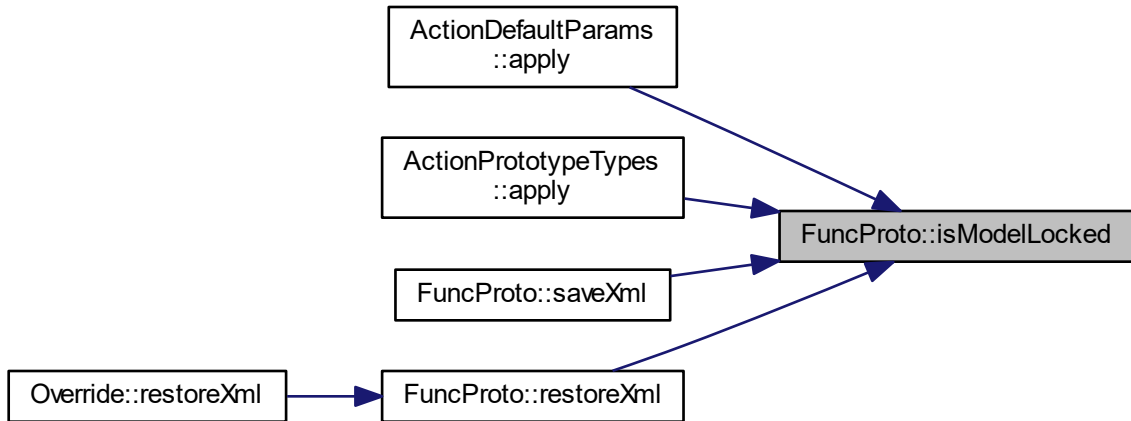 ActionDefaultParams
::apply
ActionPrototypeTypes
::apply
FuncProto::isModelLocked
FuncProto::saveXml
Override::restoreXml
FuncProto::restoreXml